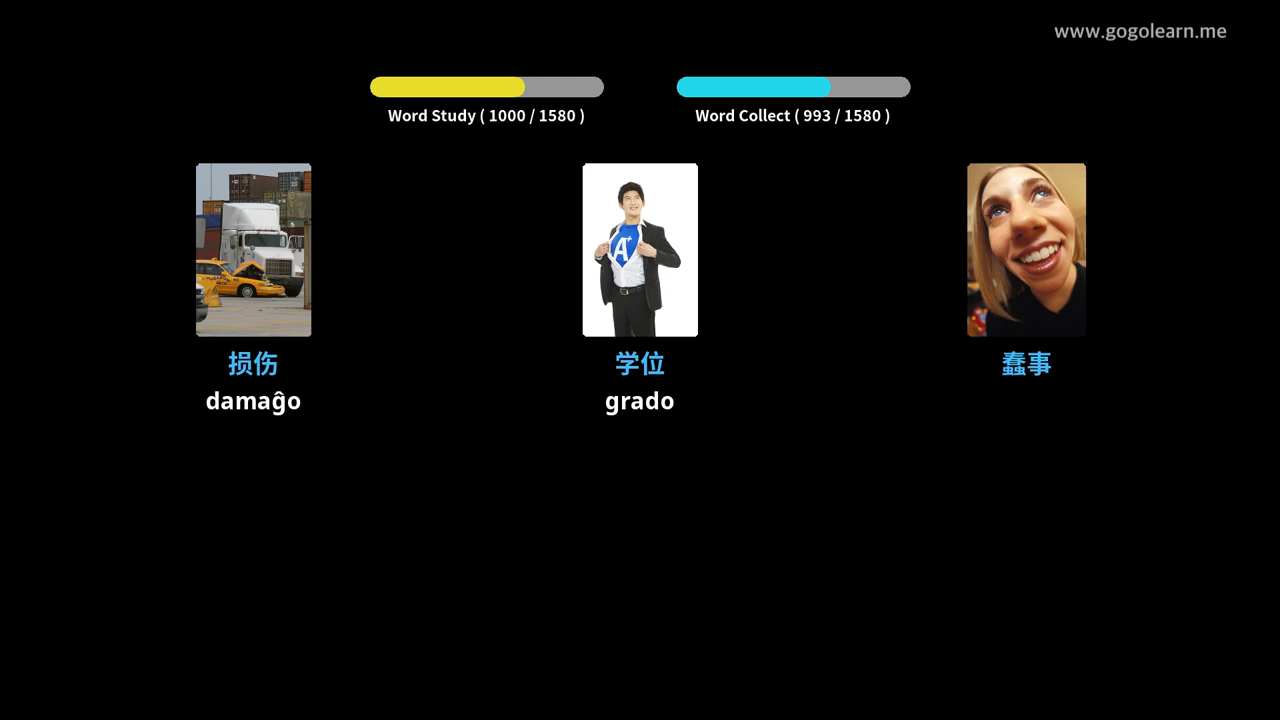 www.gogolearn.me
Word Study ( 1000 / 1580 )
Word Collect ( 993 / 1580 )
A+
损伤
学位
蠢事
damaĝo
grado